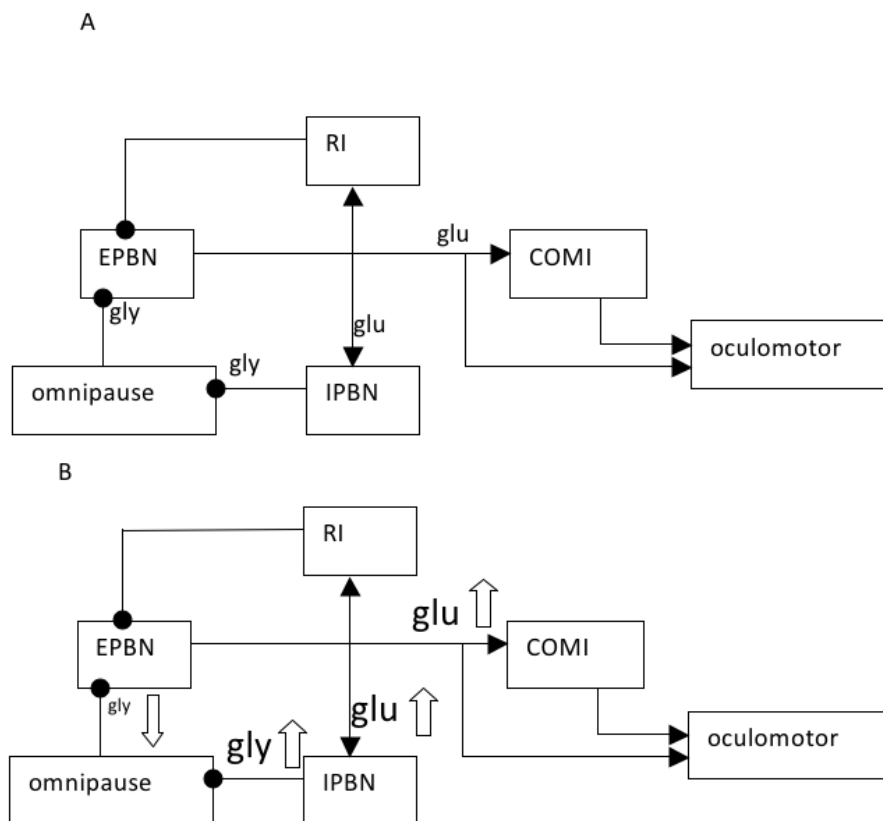 A
RI
glu
EPBN
COMI
gly
glu
oculomotor
gly
omnipause
IPBN
B
RI
glu
EPBN
COMI
gly
glu
oculomotor
gly
omnipause
IPBN